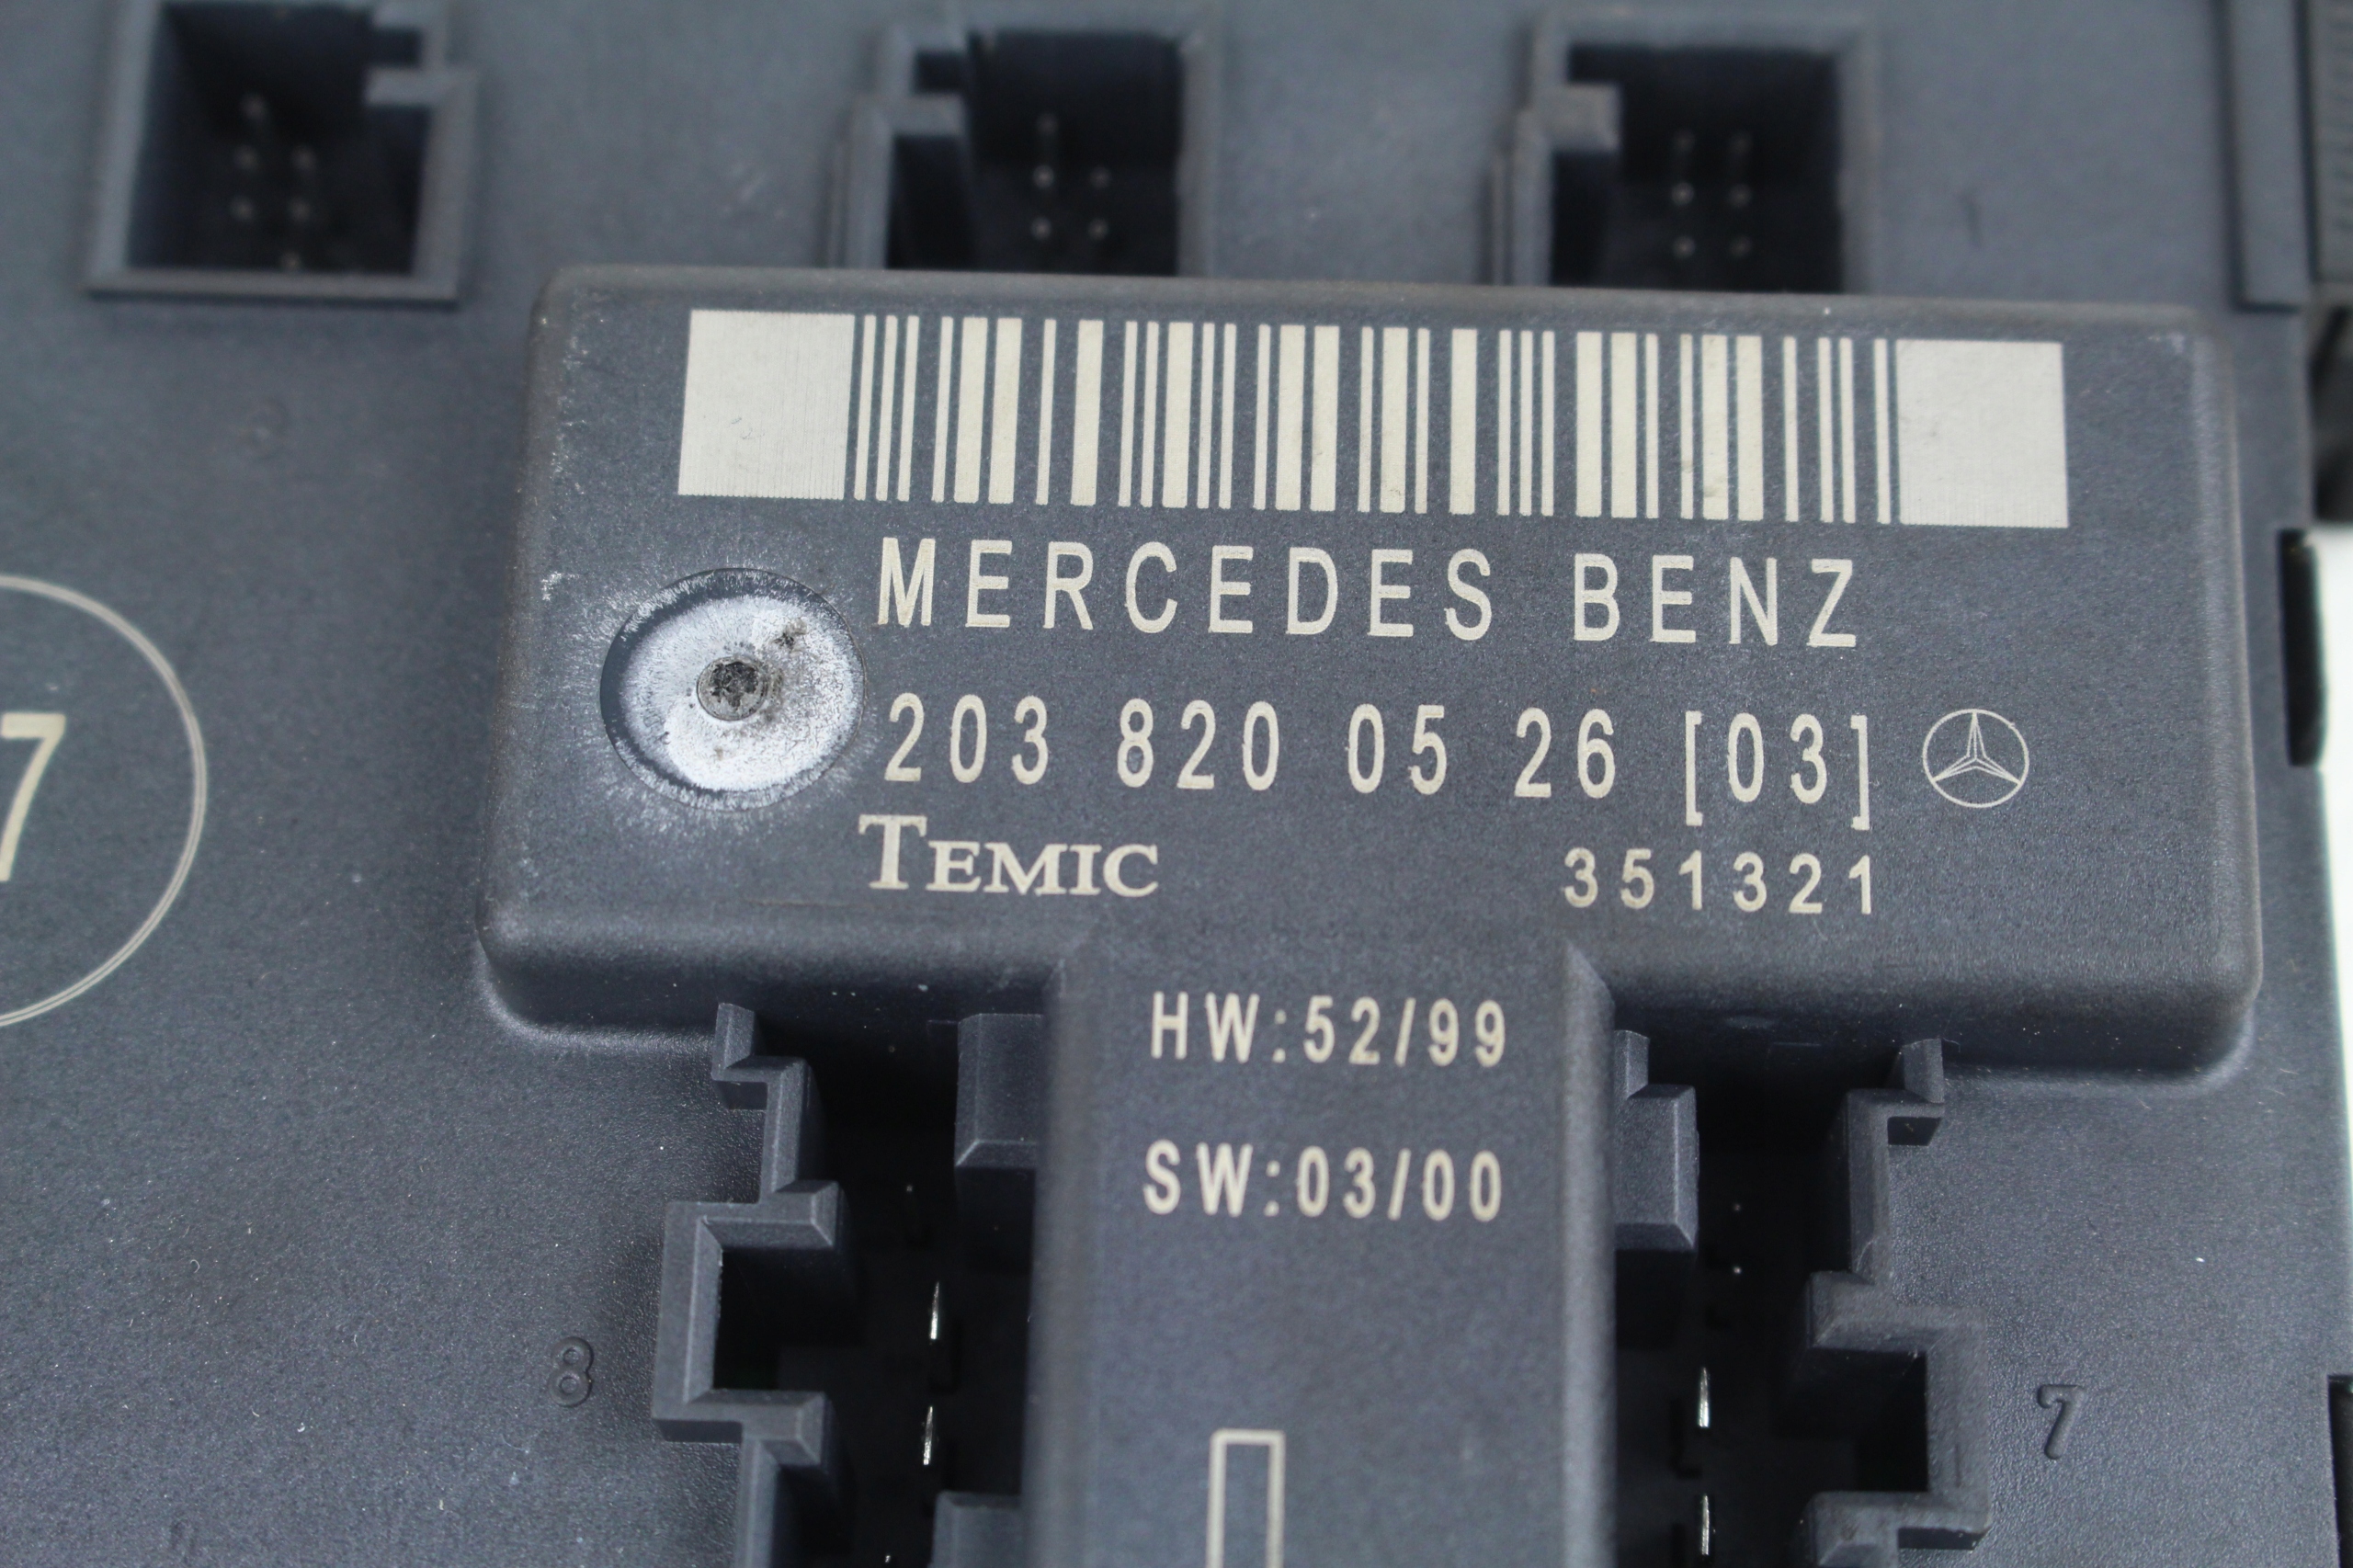 MERCEDES BENZ
203 820 05 26 [03]
TEMIC 351321
HW:52/99
SW:03/00
7
8
7